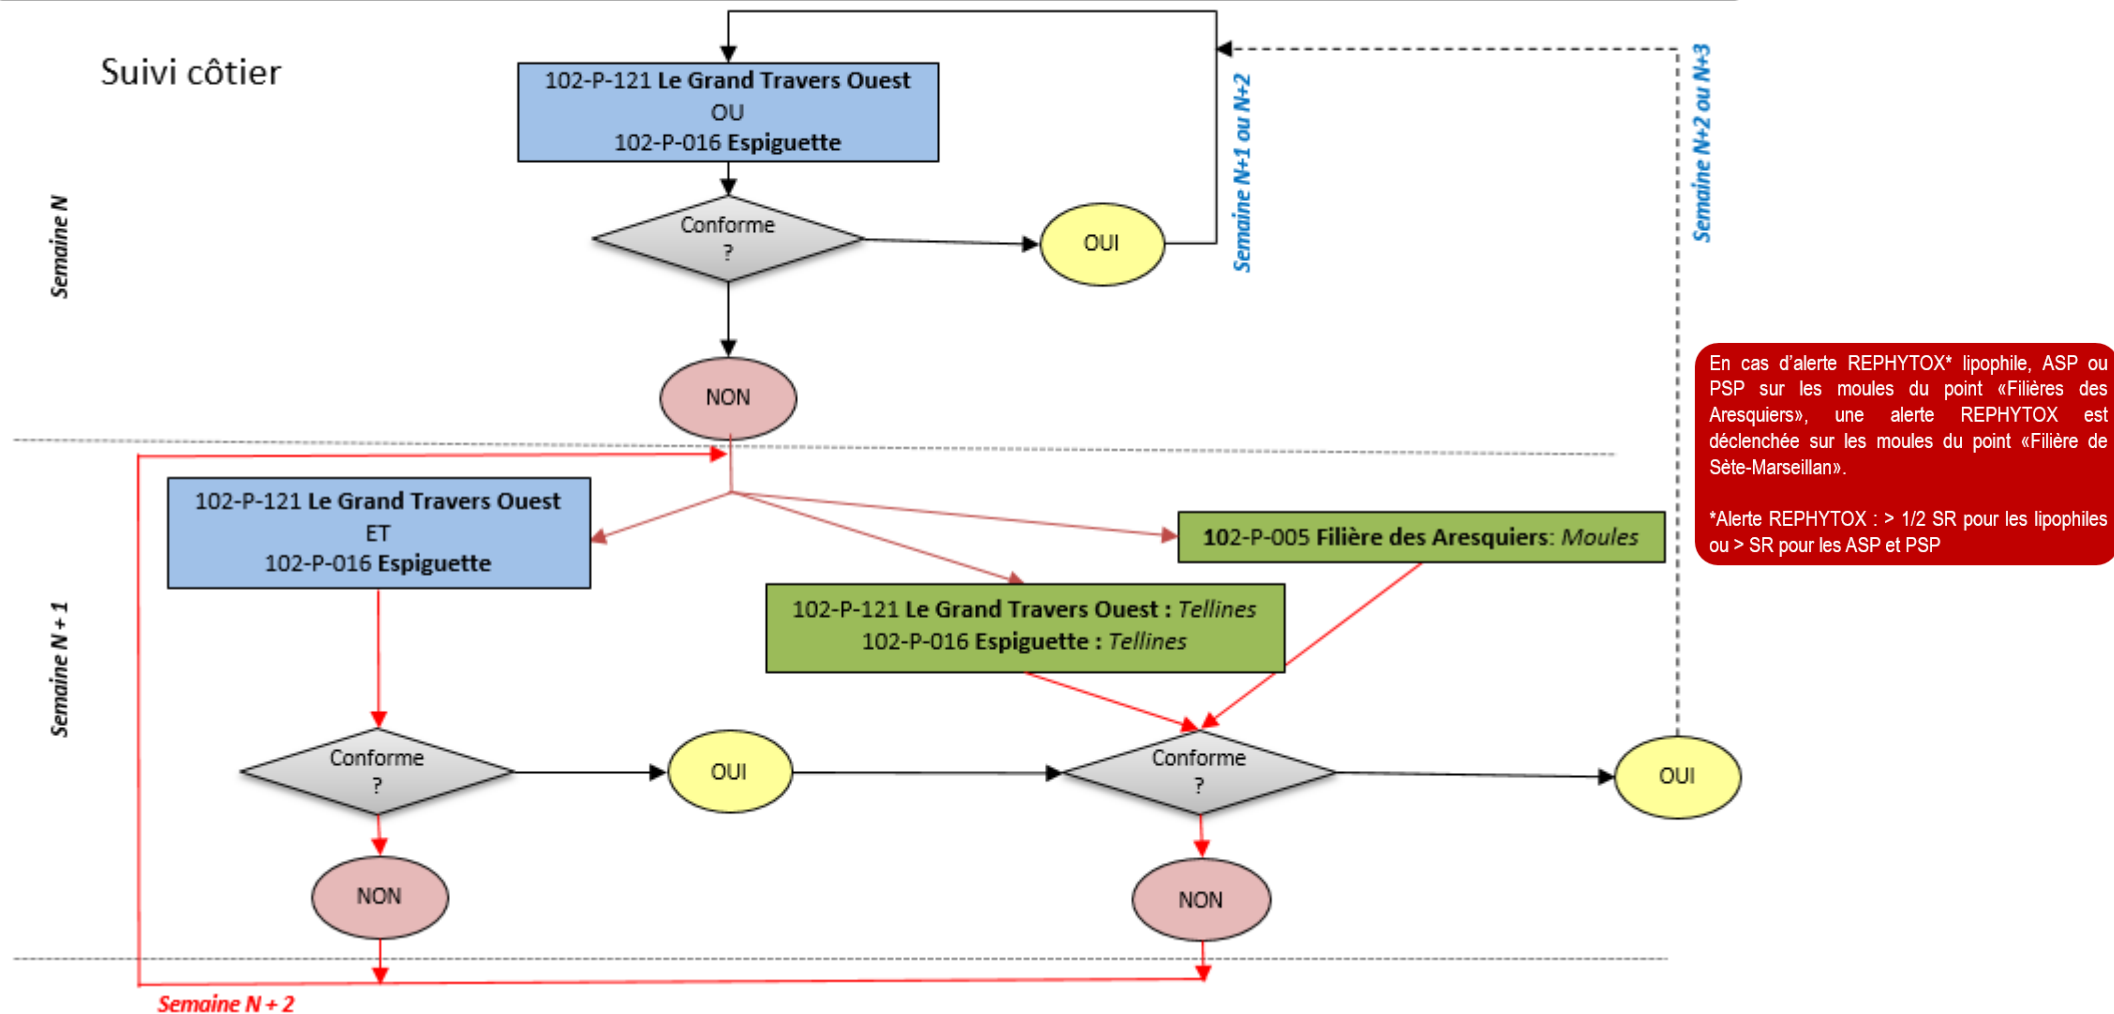 Suivi côtier
102-P-121 Le Grand Travers Ouest
OU
102-P-016 Espiguette
Semaine N
Conforme
?
OUI
Semaine N+1 ou N+2
Semaine N+2 ou N+3
NON
En cas d'alerte REPHYTOX* lipophile, ASP ou
PSP sur les moules du point «Filières des
Aresquiers», une alerte REPHYTOX est
déclenchée sur les moules du point «Filière de
Sète-Marseillan».
*Alerte REPHYTOX : > 1/2 SR pour les lipophiles
ou > SR pour les ASP et PSP
102-P-121 Le Grand Travers Ouest
ET
102-P-016 Espiguette
102-P-005 Filière des Aresquiers: Moules
102-P-121 Le Grand Travers Ouest : Tellines
102-P-016 Espiguette : Tellines
Semaine N + 1
Conforme
?
OUI
Conforme
?
OUI
NON
NON
Semaine N + 2